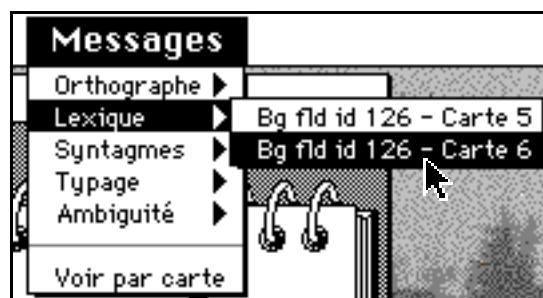 Messages
Orthographe
Lexique
Bg fld id 126 - Carte 5
Syntagmes
Bg fld id 126 - Carte 6
Typage
Ambiguité
Voir par carte